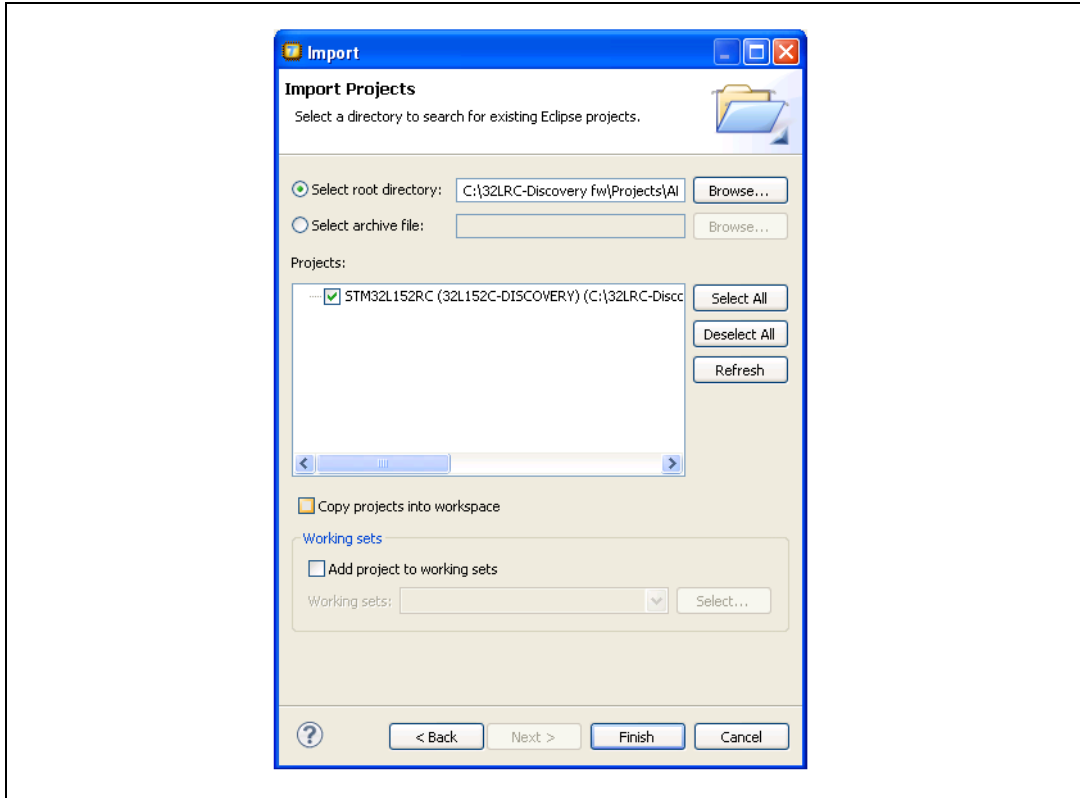 Import
Import Projects
Select a directory to search for existing Eclipse projects.
Select root directory: C:\32LRC-Discovery fw\Projects\Al Browse...
Select archive file: Browse...
Projects:
STM32L152RC (32L152C-DISCOVERY) (C:\32LRC-Discc Select All
Deselect All
Refresh
Copy projects into workspace
Working sets
Add project to working sets
Working sets: Select...
? < Back Next > Finish Cancel